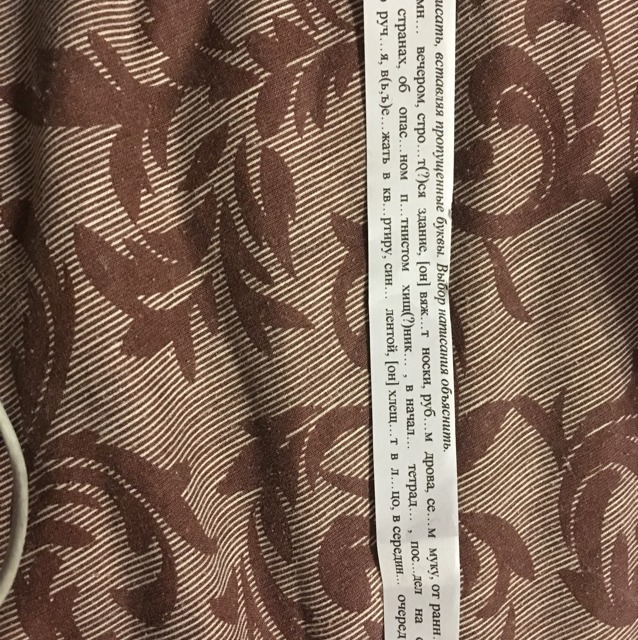 исать, вставляя пропущенные буквы. Выбор написания объяснить.
мн… вечером, стро…т(?)ся здание, [он] вяж…т носки, руб…м дрова, се…м муку, от ранн
странах, об опас…ном п…тнистом хищ(?)ник…, в начал… тетрад…, пос…дел на
руч…я, в(ь,ъ)е…жать в кв…ртиру, син… лентой, [он] хлещ…т в л…цо, в середин… очеред